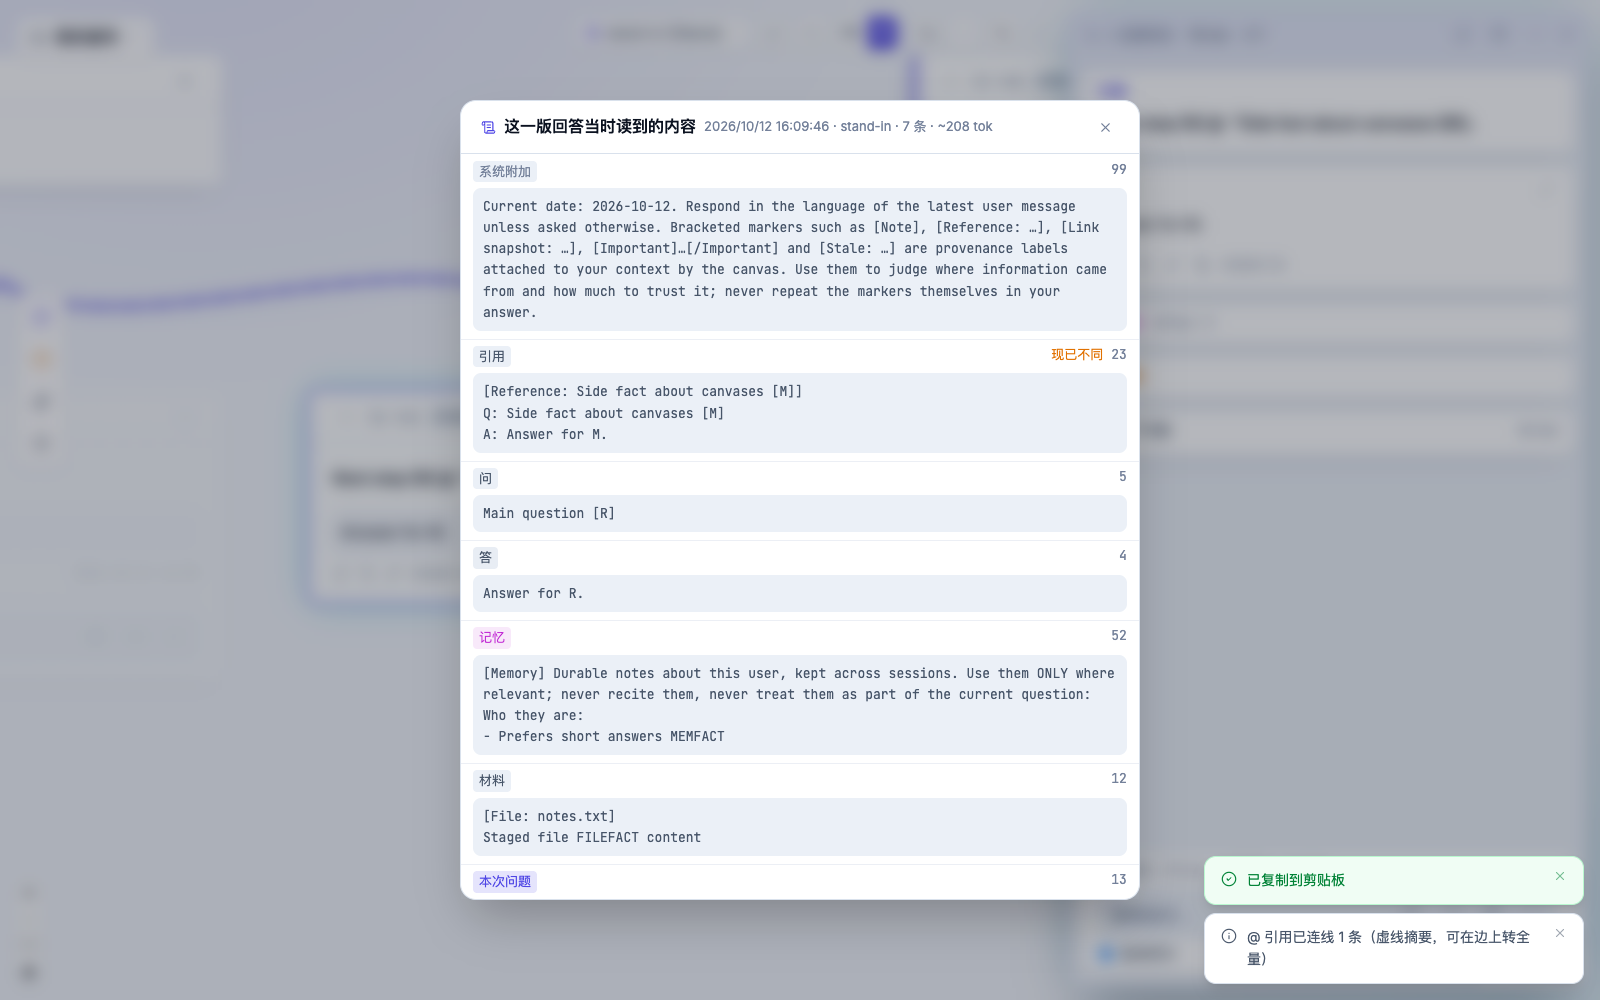 这一版回答当时读到的内容 2026/10/12 16:09:46 · stand-in · 7 条 · ~208 tok
系统附加 99
Current date: 2026-10-12. Respond in the language of the latest user message
unless asked otherwise. Bracketed markers such as [Note], [Reference: …], [Link
snapshot: …], [Important]…[/Important] and [Stale: …] are provenance labels
attached to your context by the canvas. Use them to judge where information came
from and how much to trust it; never repeat the markers themselves in your
answer.
引用 现已不同 23
[Reference: Side fact about canvases [M]]
Q: Side fact about canvases [M]
A: Answer for M.
问 5
Main question [R]
答 4
Answer for R.
记忆 52
[Memory] Durable notes about this user, kept across sessions. Use them ONLY where
relevant; never recite them, never treat them as part of the current question:
Who they are:
- Prefers short answers MEMFACT
材料 12
[File: notes.txt]
Staged file FILEFACT content
本次问题 13
已复制到剪贴板
@ 引用已连线 1 条（虚线摘要，可在边上转全
量）